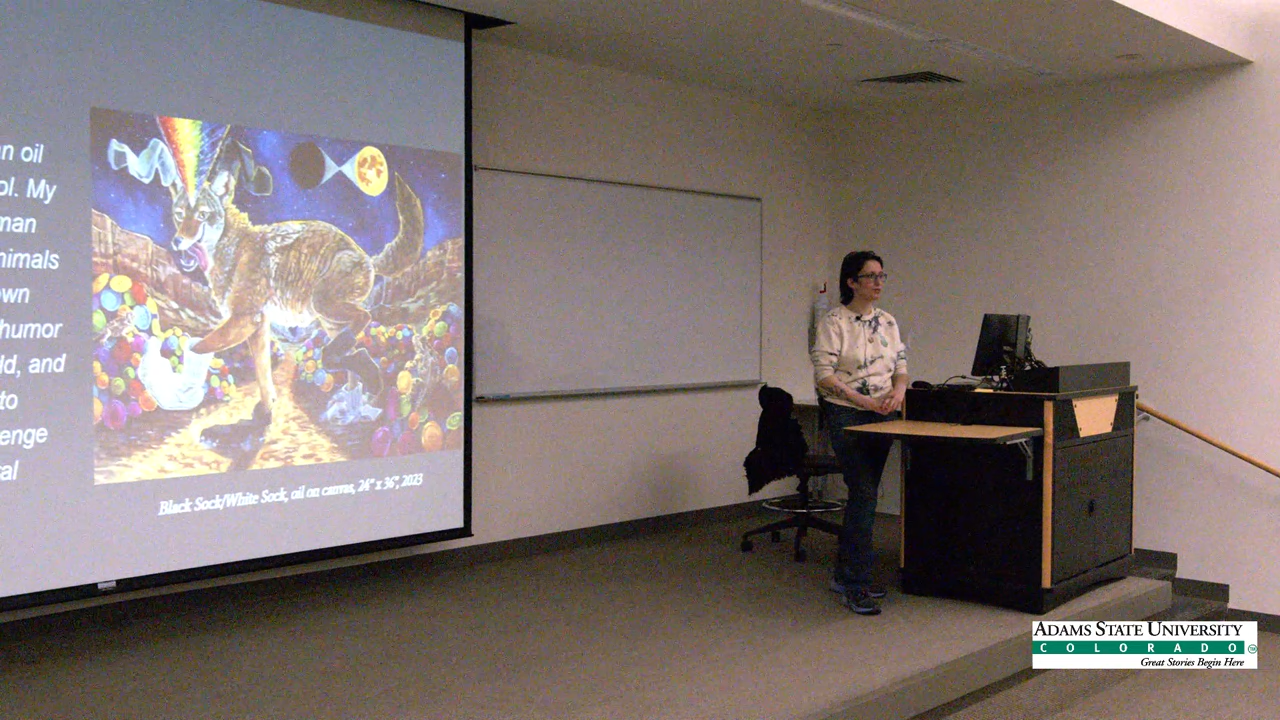 n oil
ol. My
man
nimals
own
humor
ld, and
to
enge
al
Black Sock/White Sock, oil on canvas, 24" x 36", 2023
ADAMS STATE UNIVERSITY
COLORADO
Great Stories Begin Here